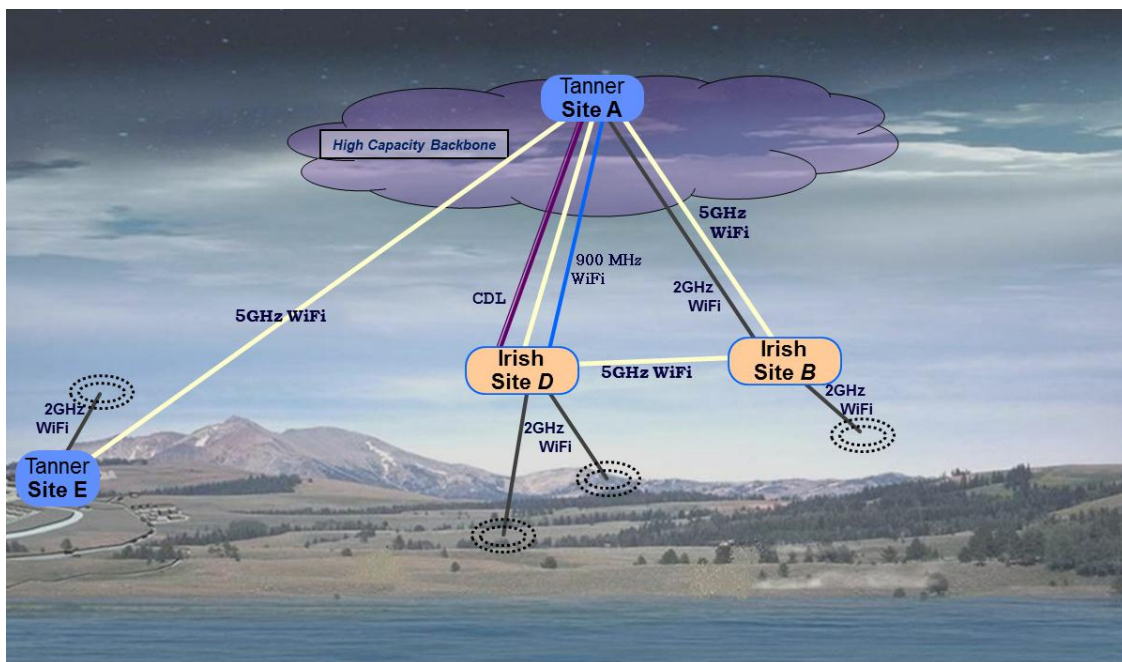 Tanner
Site A
High Capacity Backbone
5GHz
WiFi
900 MHz
WiFi
2GHz
WiFi
CDL
5GHz WiFi
Irish
Site D
5GHz WiFi
Irish
Site B
2GHz
WiFi
2GHz
WiFi
2GHz
WiFi
Tanner
Site E